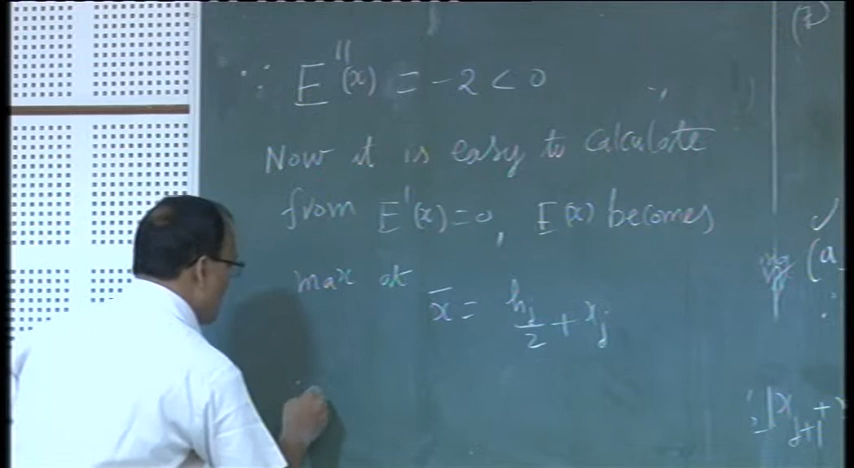 ∵ E''(x) = -2 < 0
Now it is easy to calculate
from E'(x)=0, E(x) becomes
max at
x̄ = h_j/2 + x_j